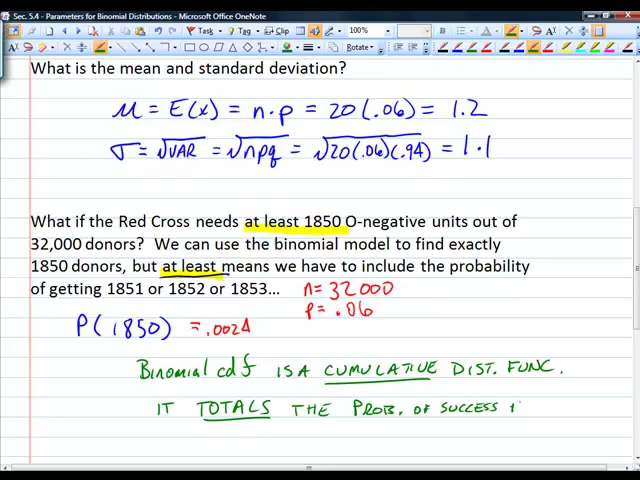 Sec. 5.4 - Parameters for Binomial Distributions - Microsoft Office OneNote
Task 100% Rotate
What is the mean and standard deviation?
μ = E(x) = n·p = 20(.06) = 1.2
σ = √VAR = √npq = √20(.06)(.94) = 1.1
What if the Red Cross needs at least 1850 O-negative units out of
32,000 donors? We can use the binomial model to find exactly
1850 donors, but at least means we have to include the probability
of getting 1851 or 1852 or 1853...
n = 32000
p = .06
P(1850) = .0024
Binomial cdf IS A CUMULATIVE DIST. FUNC.
IT TOTALS THE PROB. OF SUCCESS